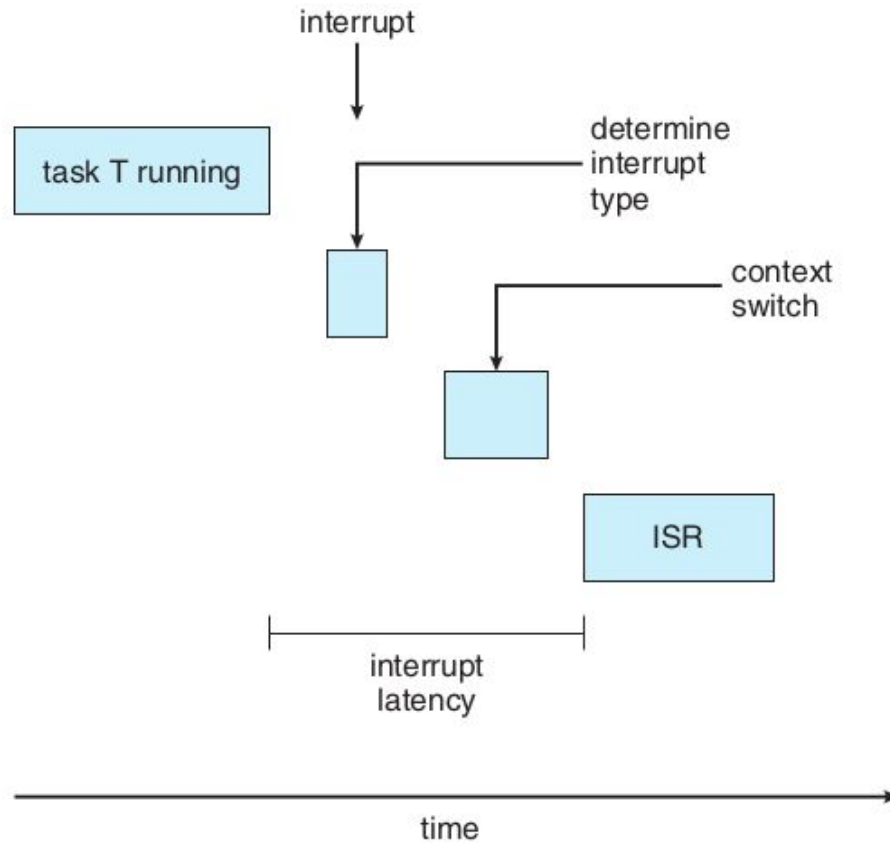 interrupt
task T running
determine
interrupt
type
context
switch
ISR
interrupt
latency
time